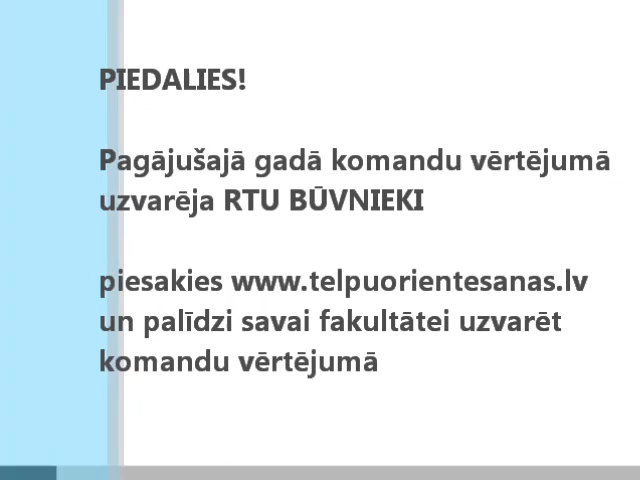 PIEDALIES!
Pagājušajā gadā komandu vērtējumā
uzvarēja RTU BŪVNIEKI
piesakies www.telpuorientesanas.lv
un palīdzi savai fakultātei uzvarēt
komandu vērtējumā